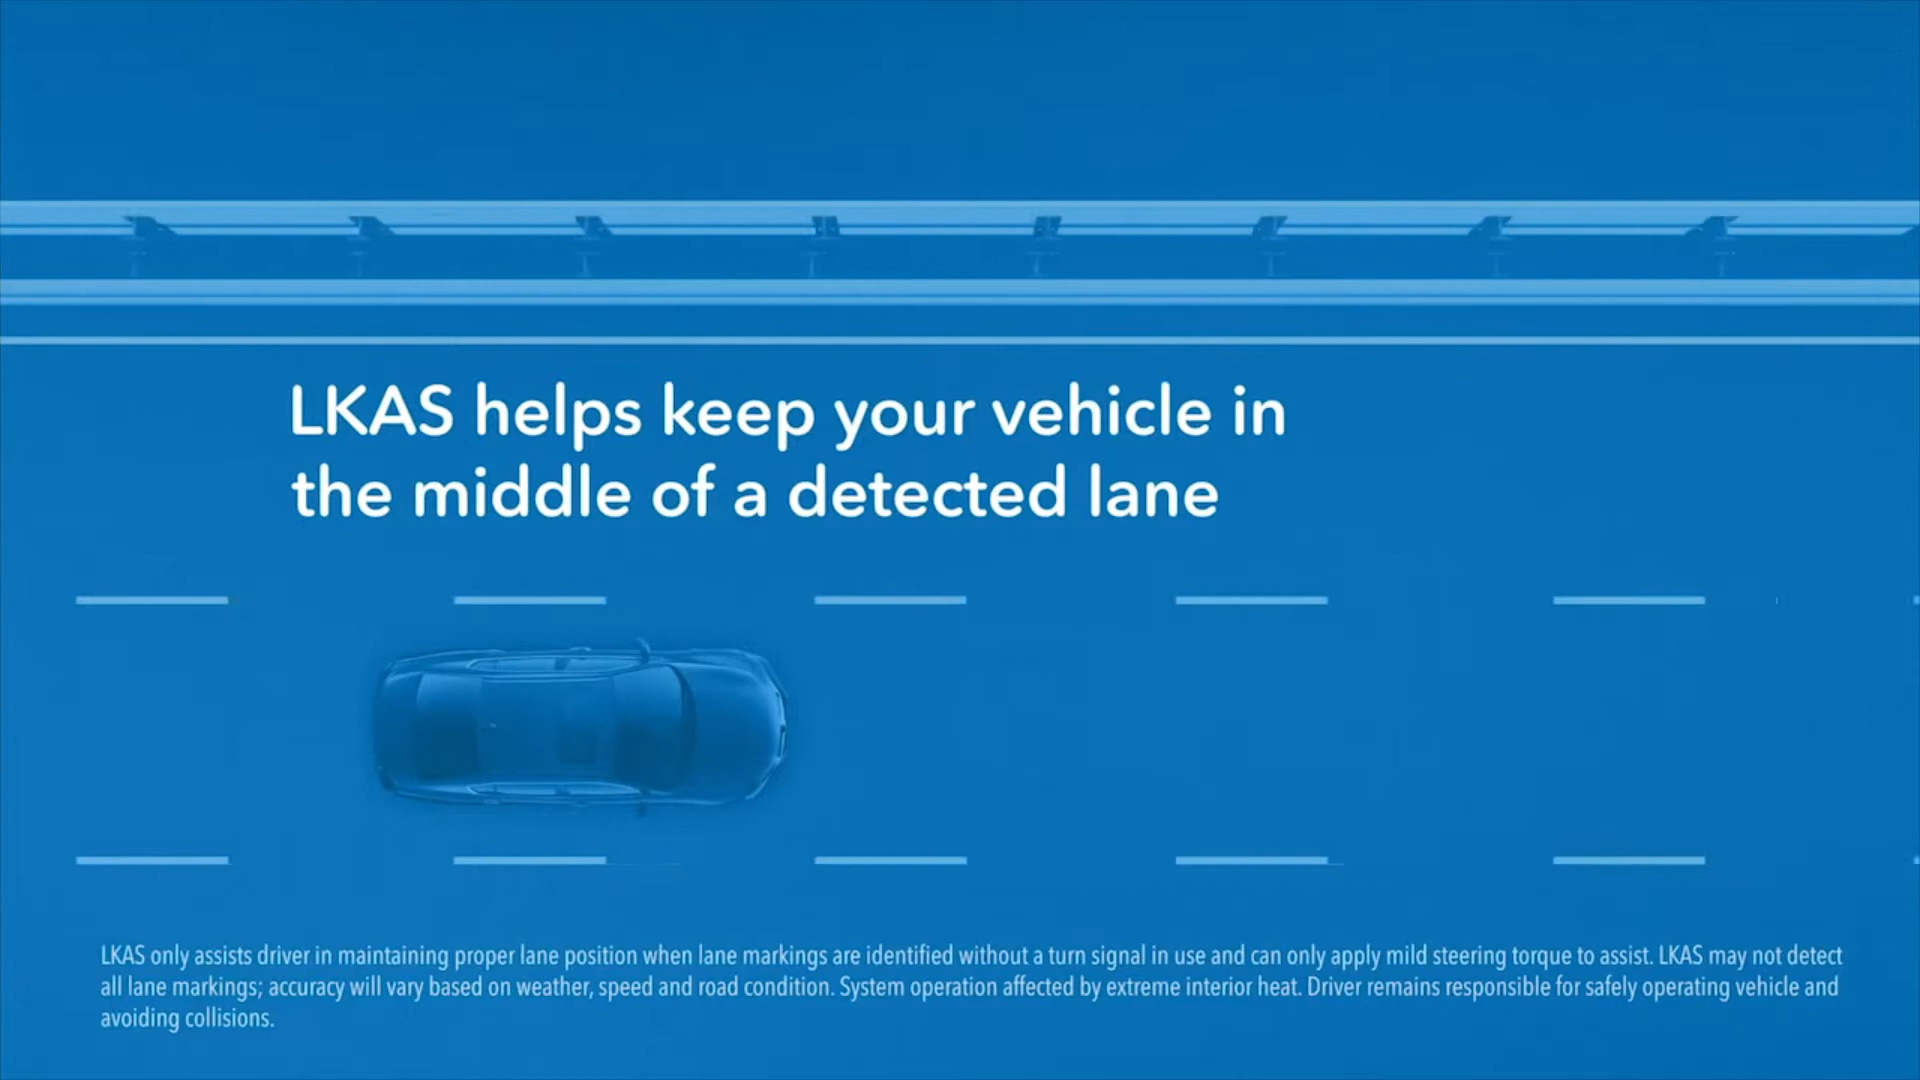 LKAS helps keep your vehicle in
the middle of a detected lane
LKAS only assists driver in maintaining proper lane position when lane markings are identified without a turn signal in use and can only apply mild steering torque to assist. LKAS may not detect
all lane markings; accuracy will vary based on weather, speed and road condition. System operation affected by extreme interior heat. Driver remains responsible for safely operating vehicle and
avoiding collisions.